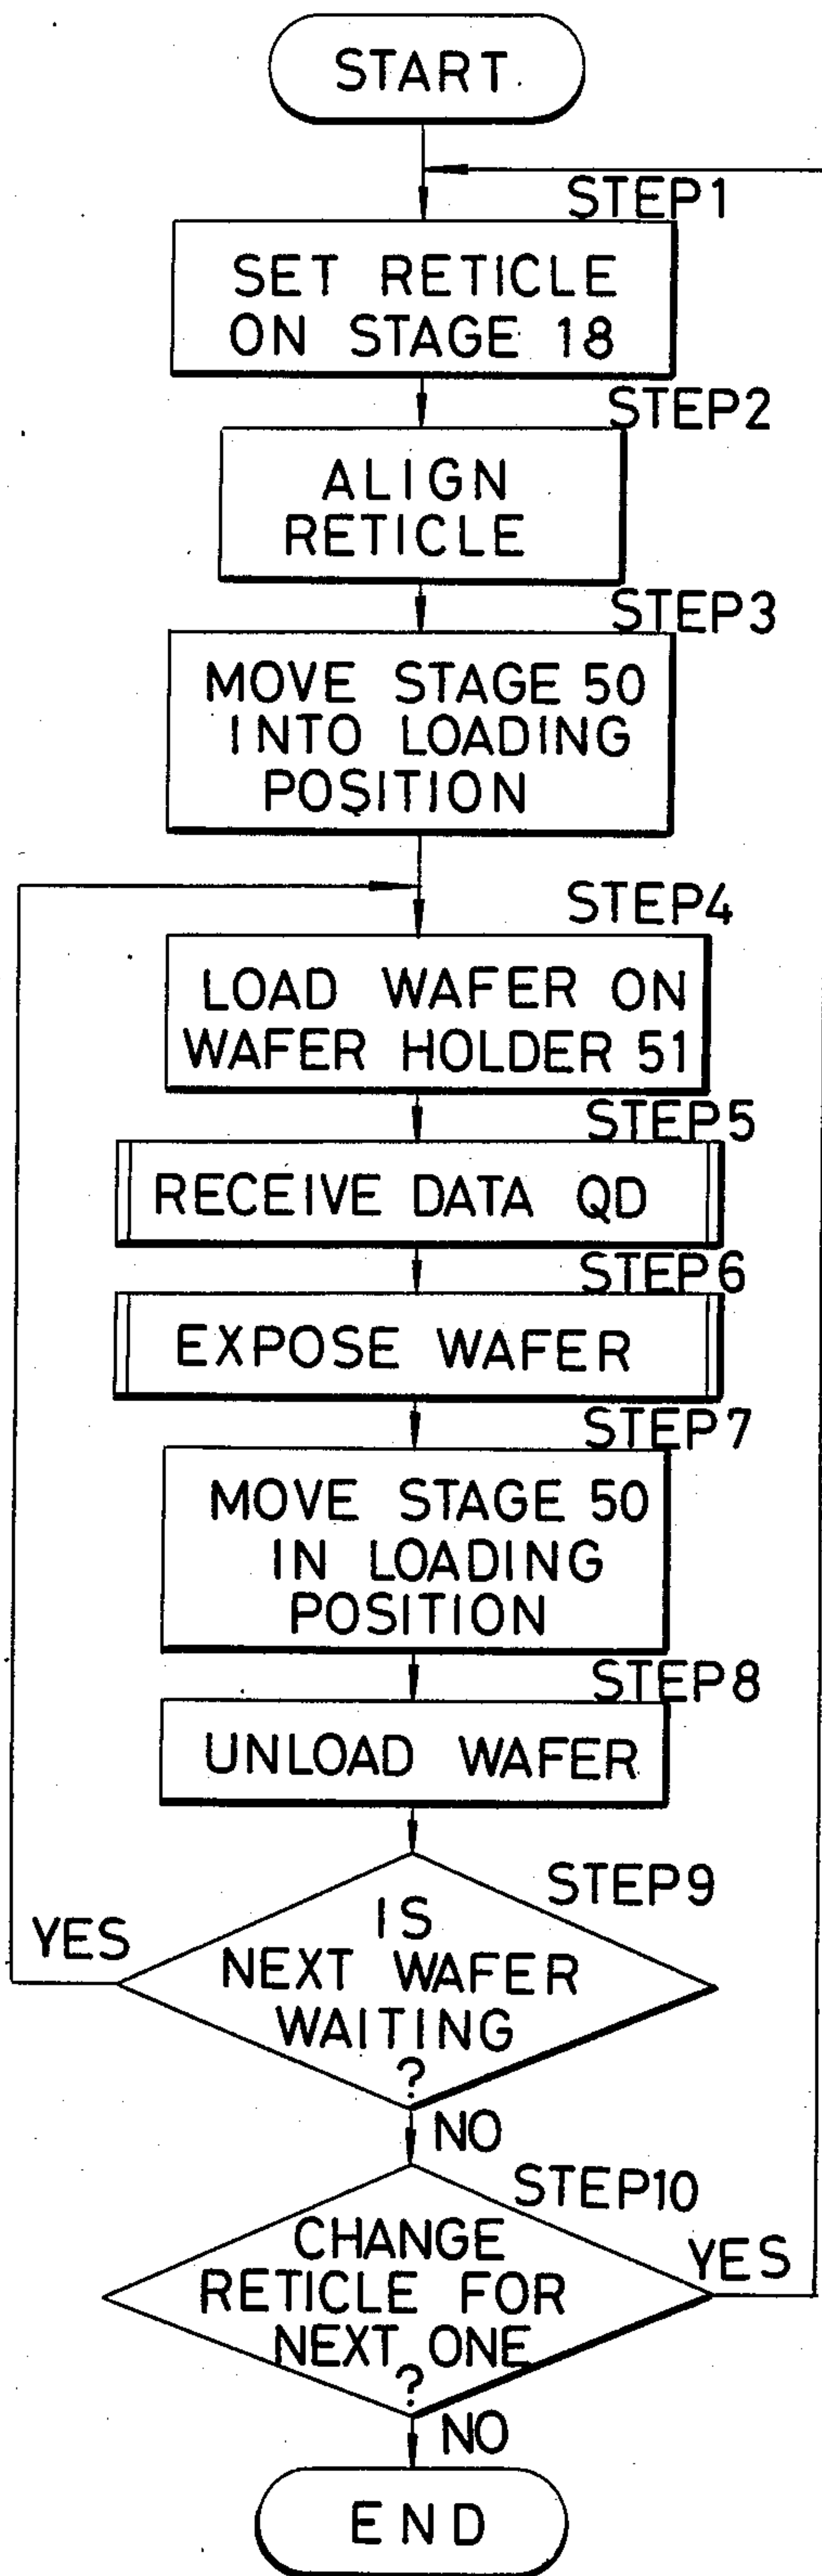 START
STEP1
SET RETICLE
ON STAGE 18
STEP2
ALIGN
RETICLE
STEP3
MOVE STAGE 50
INTO LOADING
POSITION
STEP4
LOAD WAFER ON
WAFER HOLDER 51
STEP5
RECEIVE DATA QD
STEP6
EXPOSE WAFER
STEP7
MOVE STAGE 50
IN LOADING
POSITION
STEP8
UNLOAD WAFER
STEP9
YES
IS
NEXT WAFER
WAITING
?
NO
STEP10
CHANGE
RETICLE FOR
NEXT ONE
?
YES
NO
END